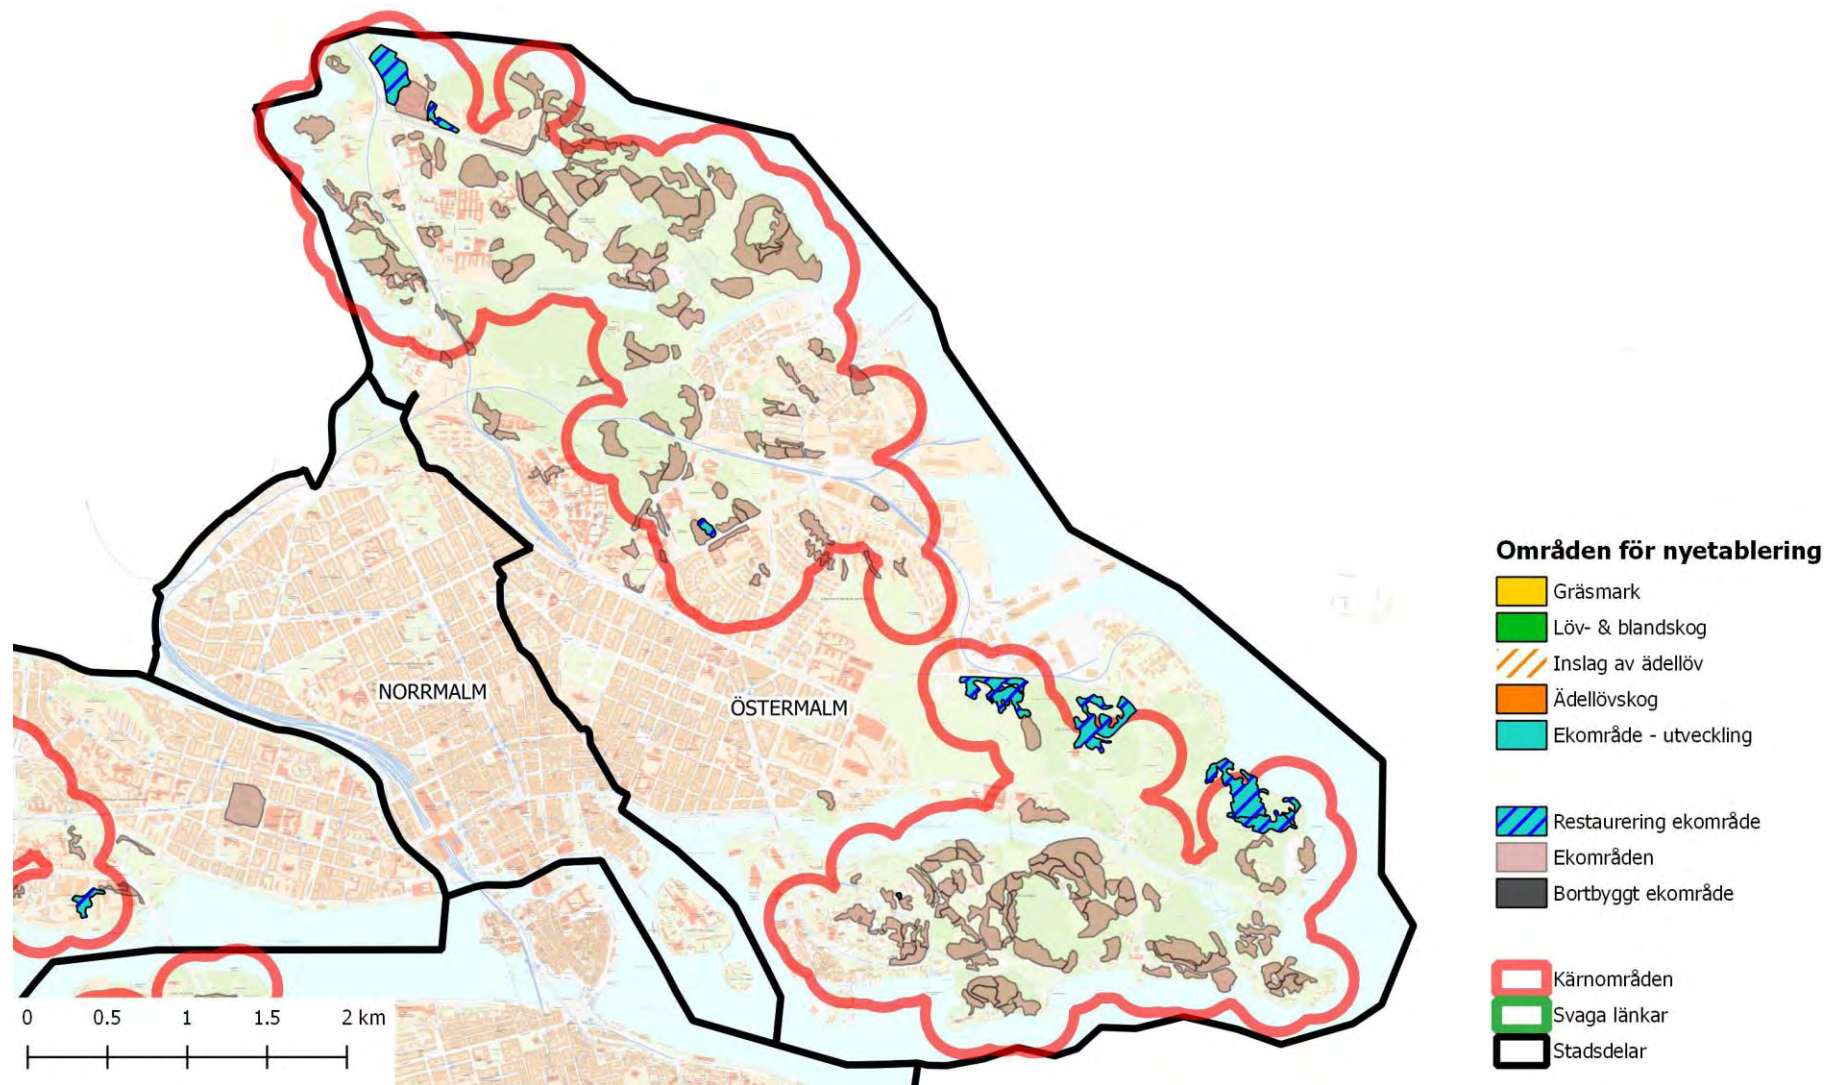 NORRMALM
ÖSTERMALM
0 0.5 1 1.5 2 km
Områden för nyetablering
Gräsmark
Löv- & blandskog
Inslag av ädellöv
Ädellövskog
Ekområde - utveckling
Restaurering ekområde
Ekområden
Bortbyggt ekområde
Kärnområden
Svaga länkar
Stadsdelar